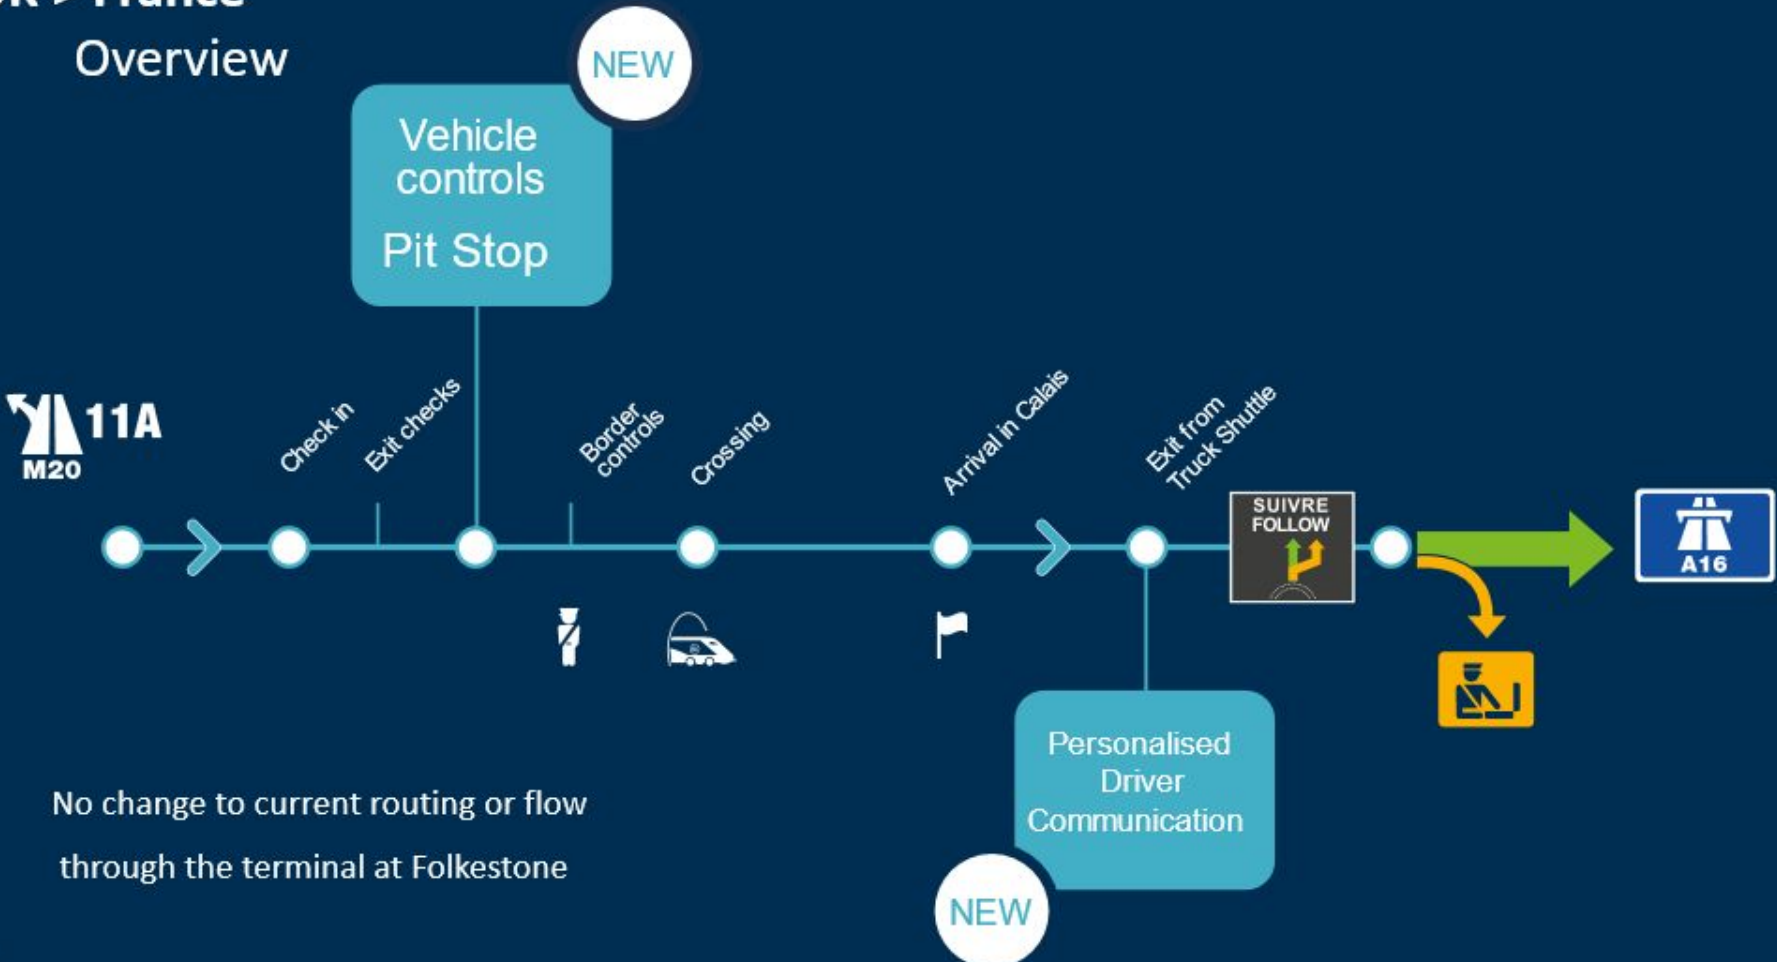 > France
Overview
NEW
Vehicle
controls
Pit Stop
11A
M20
Check in
Exit checks
Border
controls
Crossing
Arrival in Calais
Exit from
Truck Shuttle
SUIVRE
FOLLOW
A16
Personalised
Driver
Communication
NEW
No change to current routing or flow
through the terminal at Folkestone